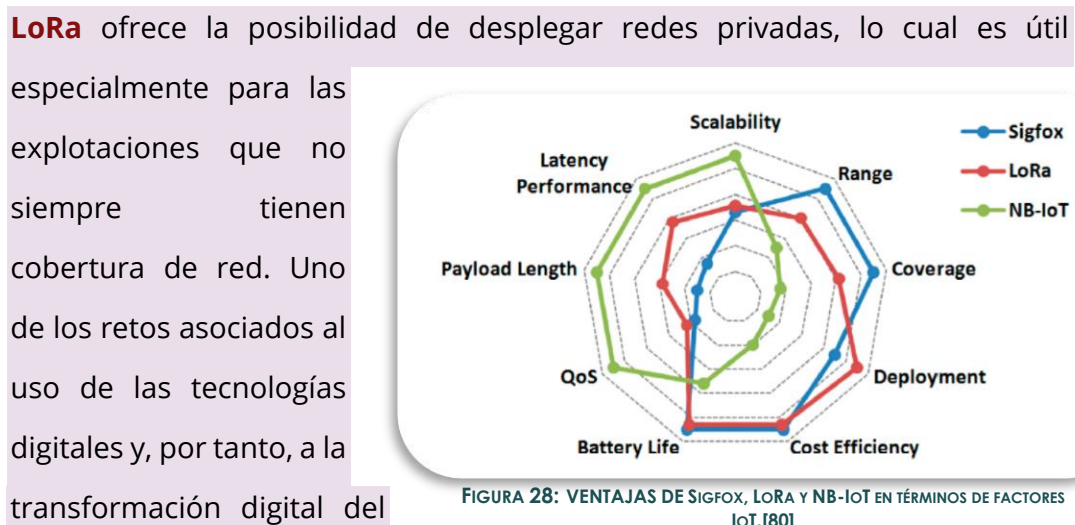 LoRa ofrece la posibilidad de desplegar redes privadas, lo cual es útil
especialmente para las
explotaciones que no
siempre tienen
cobertura de red. Uno
de los retos asociados al
uso de las tecnologías
digitales y, por tanto, a la
transformación digital del
Scalability
Range
Coverage
Deployment
Cost Efficiency
Battery Life
QoS
Payload Length
Latency
Performance
Sigfox
LoRa
NB-IoT
FIGURA 28: VENTAJAS DE SIGFOX, LORA Y NB-IOT EN TÉRMINOS DE FACTORES
IOT.[80]